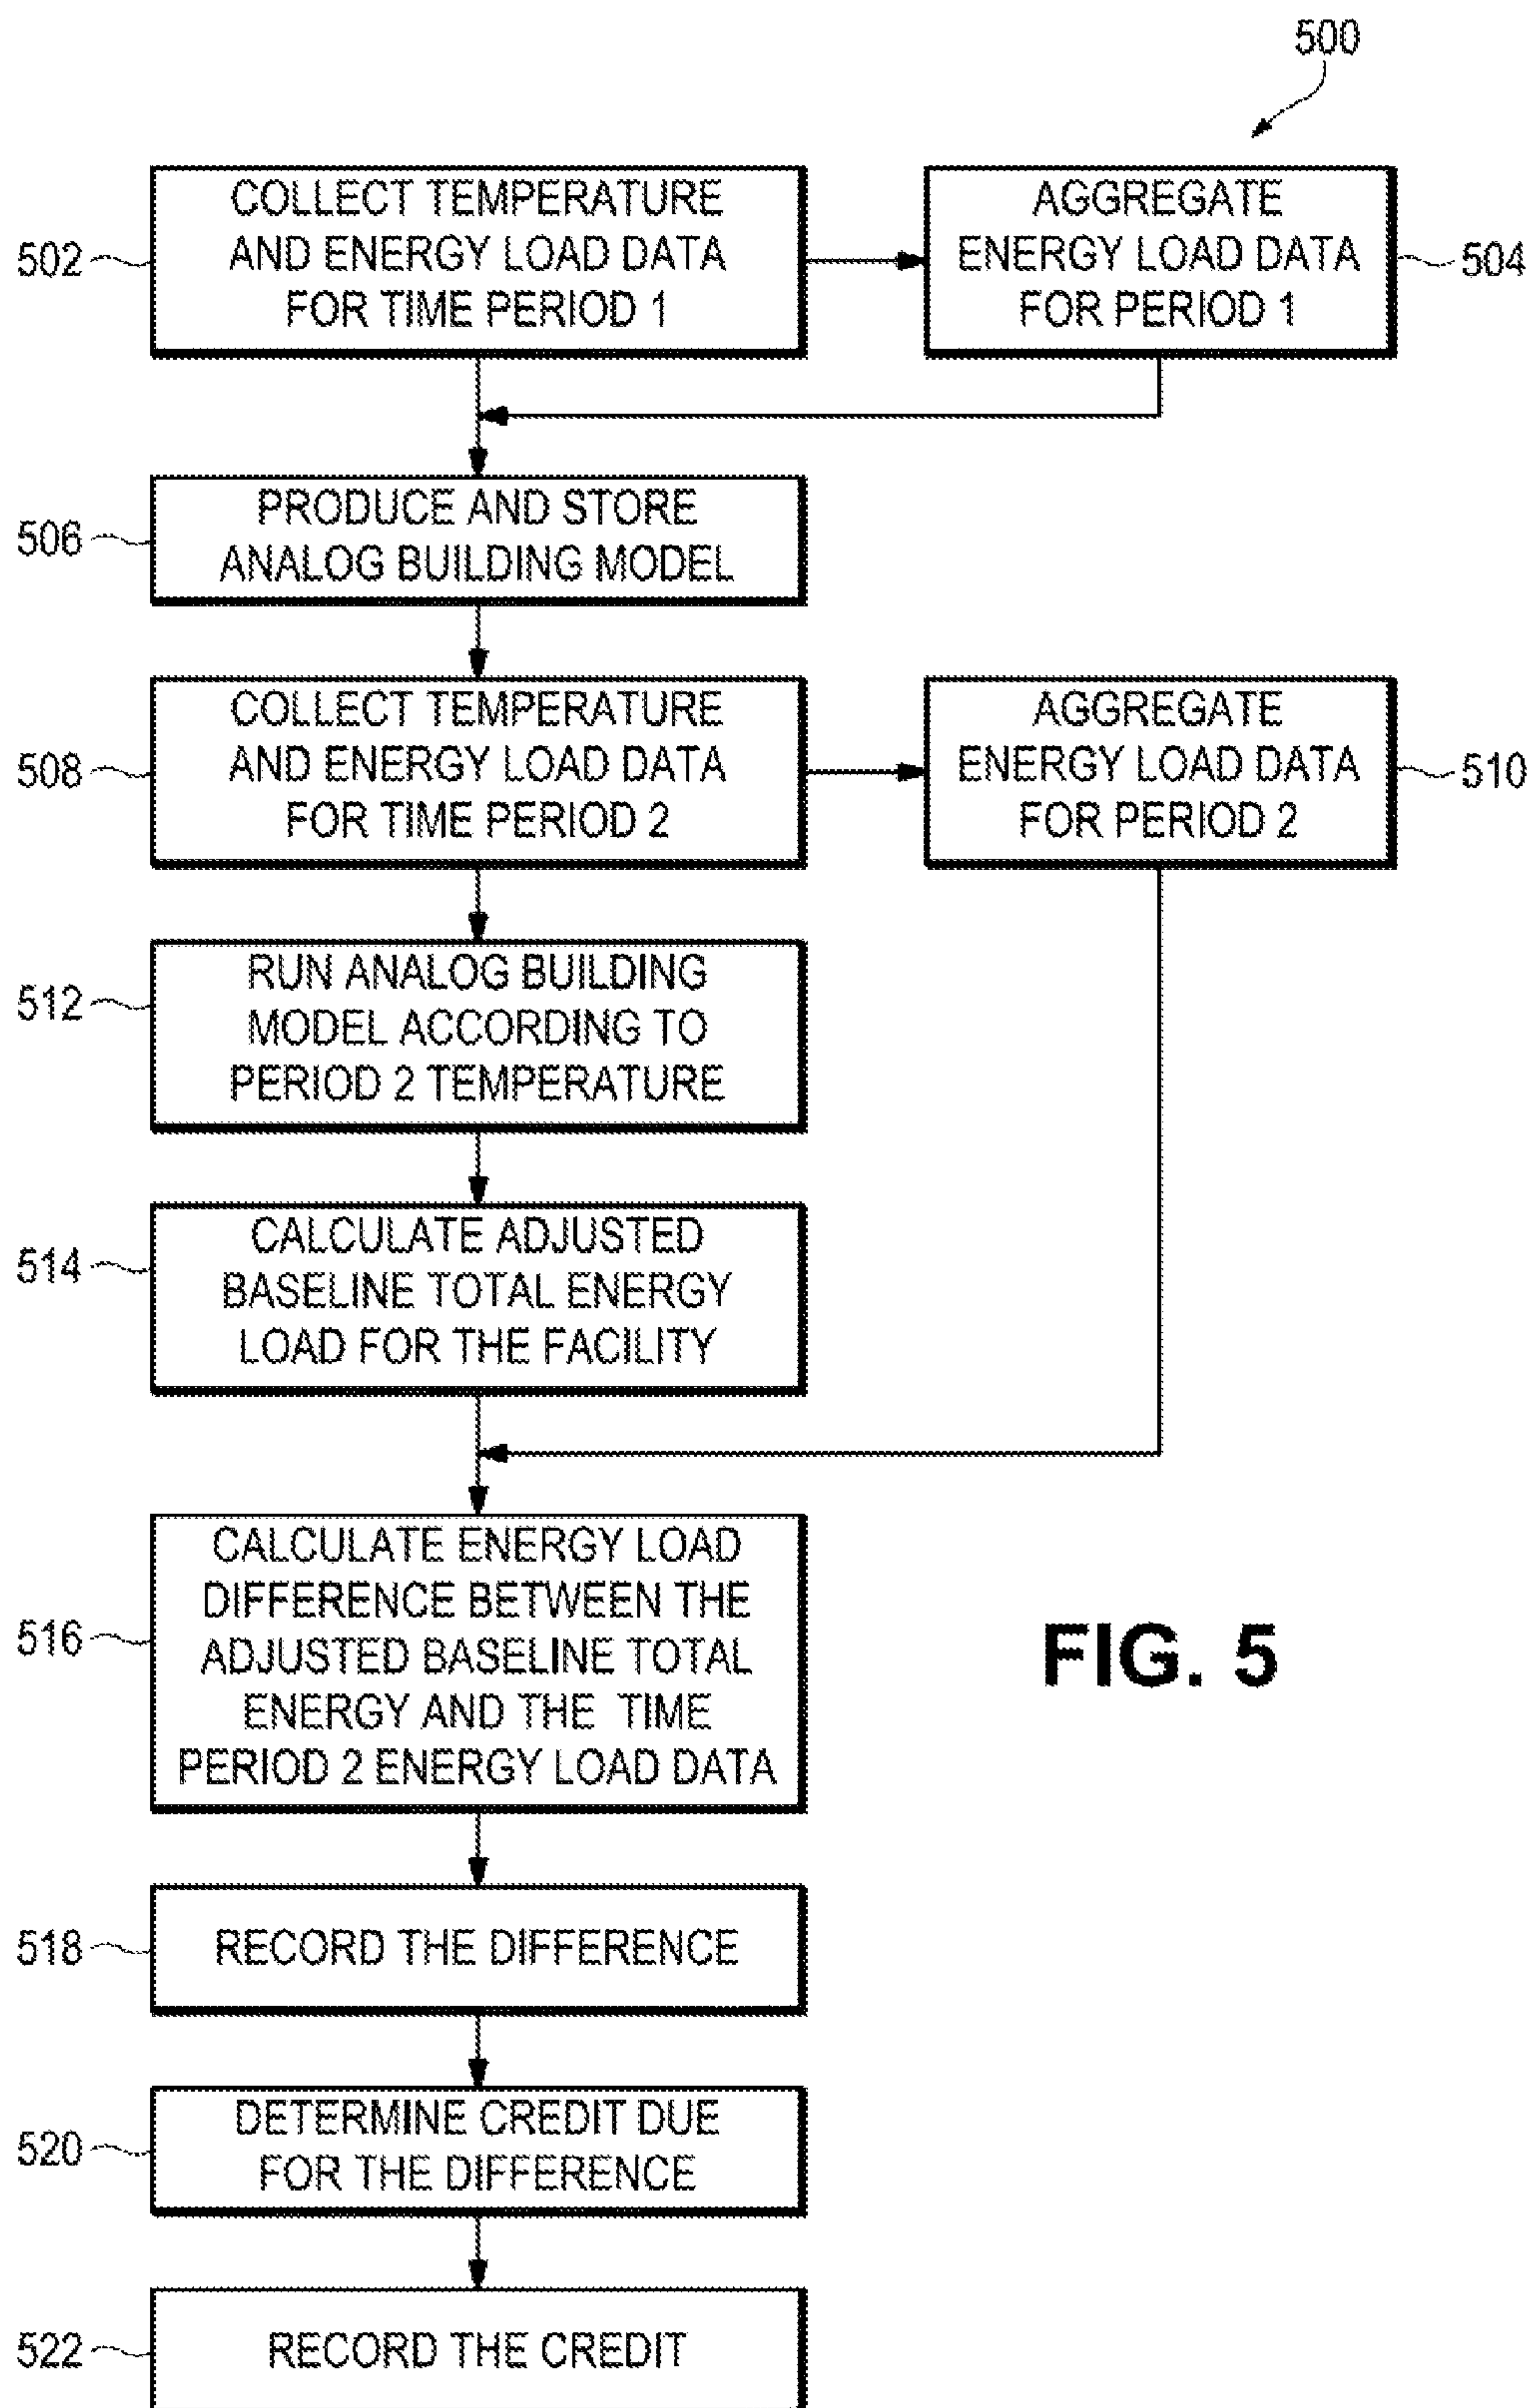 500
502
COLLECT TEMPERATURE
AND ENERGY LOAD DATA
FOR TIME PERIOD 1
AGGREGATE
ENERGY LOAD DATA
FOR PERIOD 1
504
506
PRODUCE AND STORE
ANALOG BUILDING MODEL
508
COLLECT TEMPERATURE
AND ENERGY LOAD DATA
FOR TIME PERIOD 2
AGGREGATE
ENERGY LOAD DATA
FOR PERIOD 2
510
512
RUN ANALOG BUILDING
MODEL ACCORDING TO
PERIOD 2 TEMPERATURE
514
CALCULATE ADJUSTED
BASELINE TOTAL ENERGY
LOAD FOR THE FACILITY
516
CALCULATE ENERGY LOAD
DIFFERENCE BETWEEN THE
ADJUSTED BASELINE TOTAL
ENERGY AND THE TIME
PERIOD 2 ENERGY LOAD DATA
FIG. 5
518
RECORD THE DIFFERENCE
520
DETERMINE CREDIT DUE
FOR THE DIFFERENCE
522
RECORD THE CREDIT